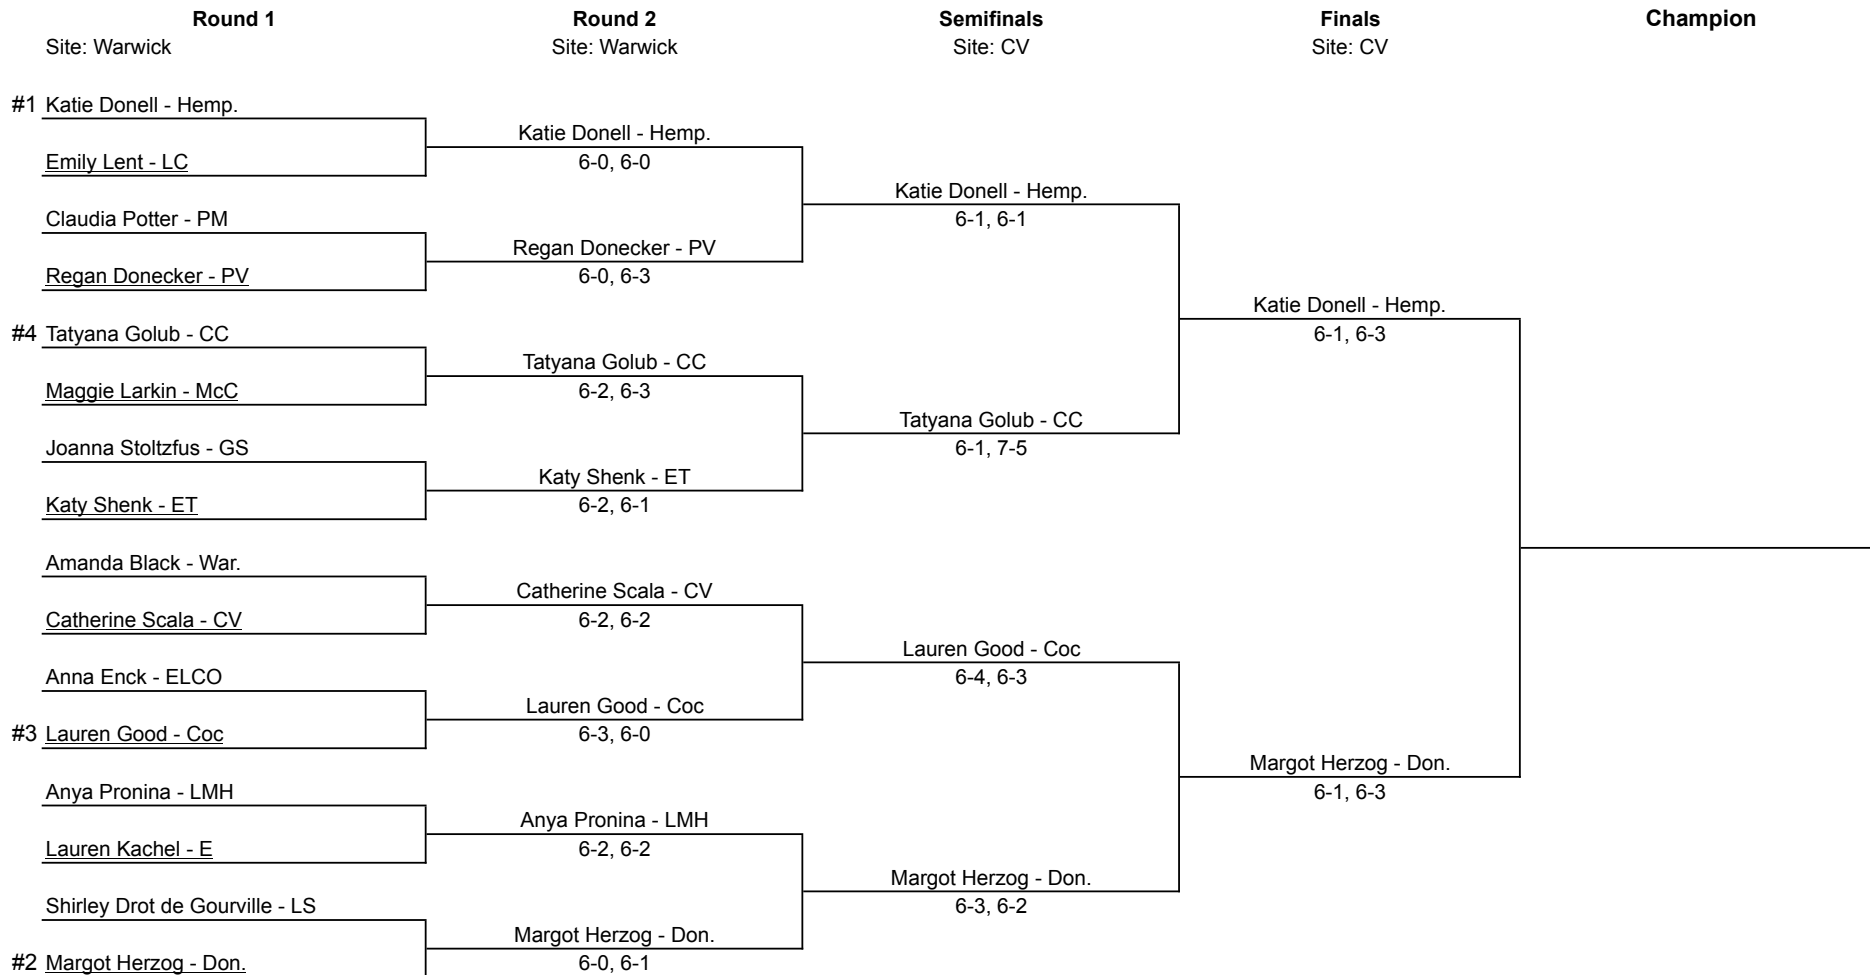 Round 1
Round 2
Semifinals
Finals
Champion
Site: Warwick
Site: Warwick
Site: CV
Site: CV
#1 Katie Donell - Hemp.
Katie Donell - Hemp.
Emily Lent - LC
6-0, 6-0
Katie Donell - Hemp.
Claudia Potter - PM
6-1, 6-1
Regan Donecker - PV
Regan Donecker - PV
6-0, 6-3
Katie Donell - Hemp.
#4 Tatyana Golub - CC
6-1, 6-3
Tatyana Golub - CC
Maggie Larkin - McC
6-2, 6-3
Tatyana Golub - CC
Joanna Stoltzfus - GS
6-1, 7-5
Katy Shenk - ET
Katy Shenk - ET
6-2, 6-1
Amanda Black - War.
Catherine Scala - CV
Catherine Scala - CV
6-2, 6-2
Lauren Good - Coc
Anna Enck - ELCO
6-4, 6-3
Lauren Good - Coc
#3 Lauren Good - Coc
6-3, 6-0
Margot Herzog - Don.
Anya Pronina - LMH
6-1, 6-3
Anya Pronina - LMH
Lauren Kachel - E
6-2, 6-2
Margot Herzog - Don.
Shirley Drot de Gourville - LS
6-3, 6-2
Margot Herzog - Don.
#2 Margot Herzog - Don.
6-0, 6-1